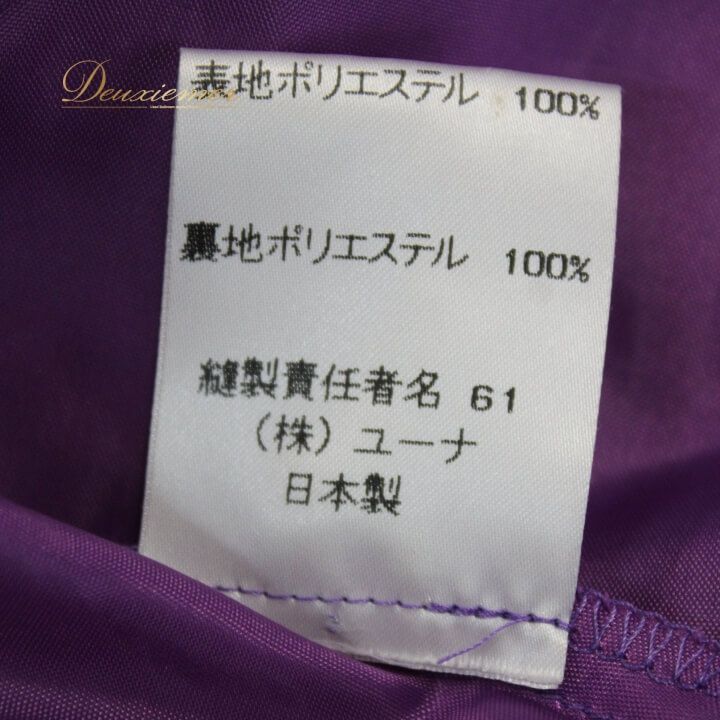 Deuxiemer
表地ポリエステル 100%
裏地ポリエステル 100%
縫製責任者名 61
(株) ユーナ
日本製